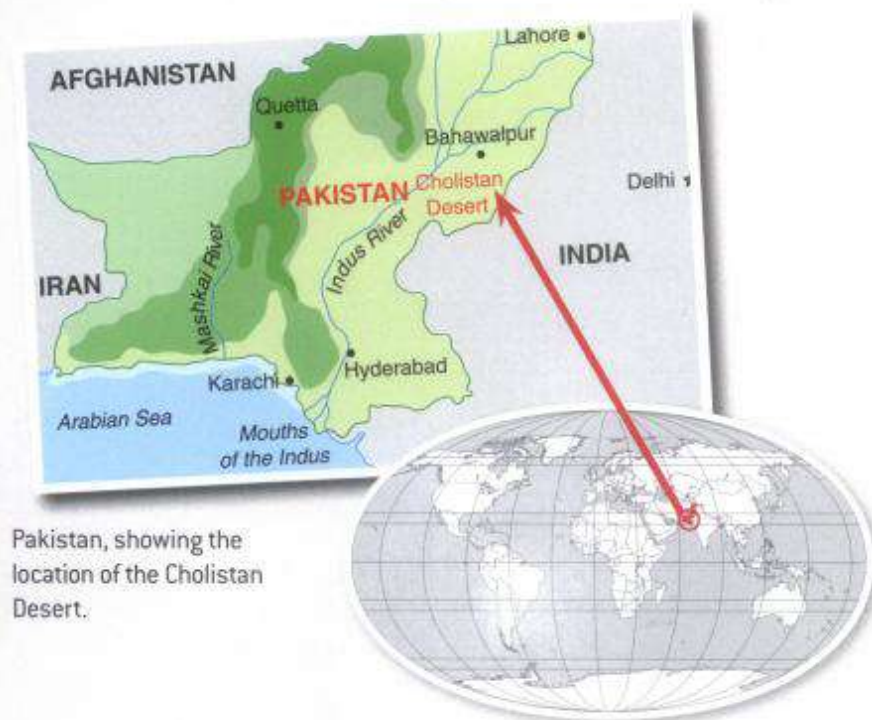 Lahore
AFGHANISTAN
Quetta
Bahawalpur
PAKISTAN
Cholistan
Desert
Delhi
Indus River
INDIA
IRAN
Mashkai River
Karachi
Hyderabad
Arabian Sea
Mouths
of the Indus
Pakistan, showing the
location of the Cholistan
Desert.